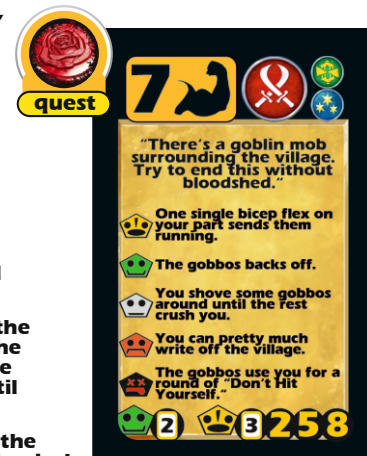 quest
7
"There's a goblin mob
surrounding the village.
Try to end this without
bloodshed."
One single bicep flex on
your part sends them
running.
The gobbos backs off.
You shove some gobbos
around until the rest
crush you.
You can pretty much
write off the village.
The gobbos use you for a
round of "Don't Hit
Yourself."
2 3 258
the
the